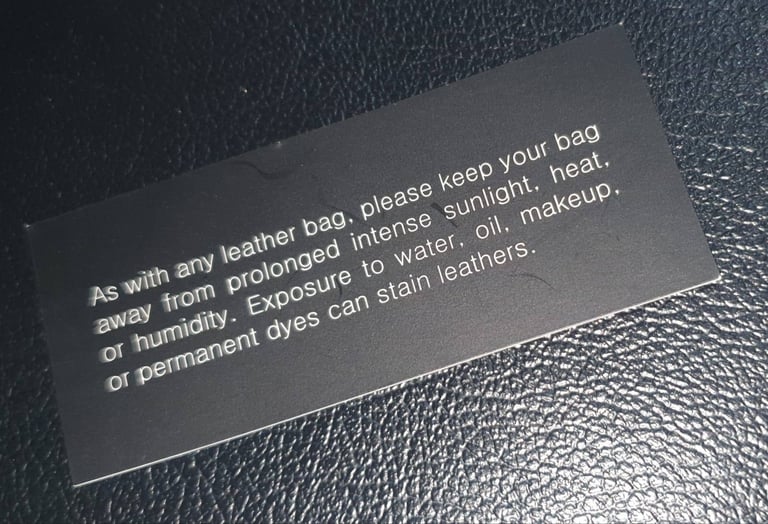 As with any leather bag, please keep your bag
away from prolonged intense sunlight, heat,
or humidity. Exposure to water, oil, makeup,
or permanent dyes can stain leathers.